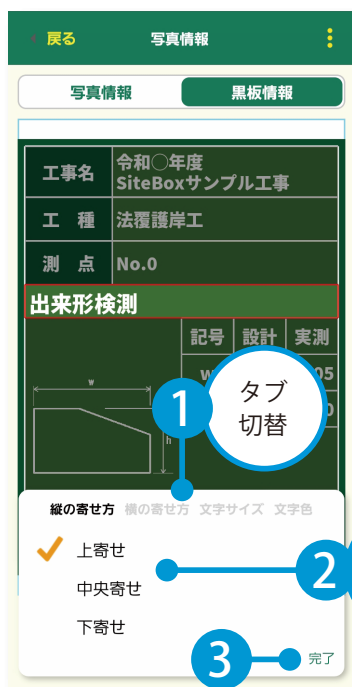 戻る 写真情報
写真情報 黒板情報
工事名 令和○年度
SiteBoxサンプル工事
工 種 法覆護岸工
測 点 No.0
出来形検測
記号 設計 実測
w 05
w
1 タブ
切替
0
h
縦の寄せ方 横の寄せ方 文字サイズ 文字色
上寄せ
2
中央寄せ
下寄せ
3 完了